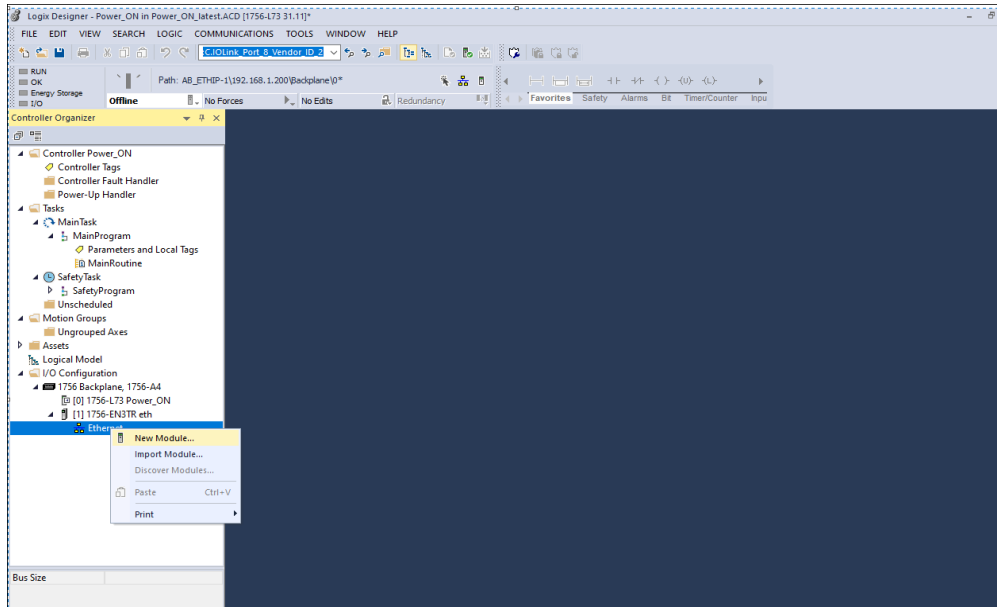 Logix Designer - Power_ON in Power_ON_latest.ACD [1756-L73 31.11]*
FILE EDIT VIEW SEARCH LOGIC COMMUNICATIONS TOOLS WINDOW HELP
:C.IOLink_Port_8_Vendor_ID_2
RUN
OK
Energy Storage
I/O
Path: AB_ETHIP-1\192.168.1.200\Backplane\0*
Offline No Forces No Edits Redundancy
Favorites Safety Alarms Bit Timer/Counter Inpu
Controller Organizer
Controller Power_ON
Controller Tags
Controller Fault Handler
Power-Up Handler
Tasks
MainTask
MainProgram
Parameters and Local Tags
MainRoutine
SafetyTask
SafetyProgram
Unscheduled
Motion Groups
Ungrouped Axes
Assets
Logical Model
I/O Configuration
1756 Backplane, 1756-A4
[0] 1756-L73 Power_ON
[1] 1756-EN3TR eth
Ethernet
New Module...
Import Module...
Discover Modules...
Paste Ctrl+V
Print
Bus Size